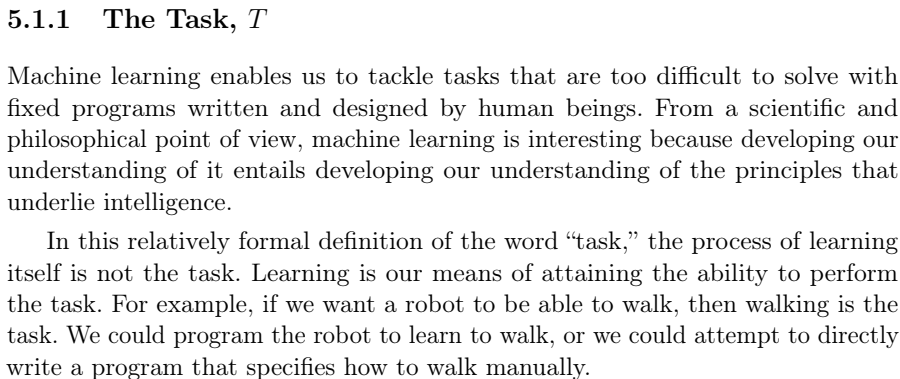 5.1.1 The Task, T
Machine learning enables us to tackle tasks that are too difficult to solve with
fixed programs written and designed by human beings. From a scientific and
philosophical point of view, machine learning is interesting because developing our
understanding of it entails developing our understanding of the principles that
underlie intelligence.
In this relatively formal definition of the word “task,” the process of learning
itself is not the task. Learning is our means of attaining the ability to perform
the task. For example, if we want a robot to be able to walk, then walking is the
task. We could program the robot to learn to walk, or we could attempt to directly
write a program that specifies how to walk manually.